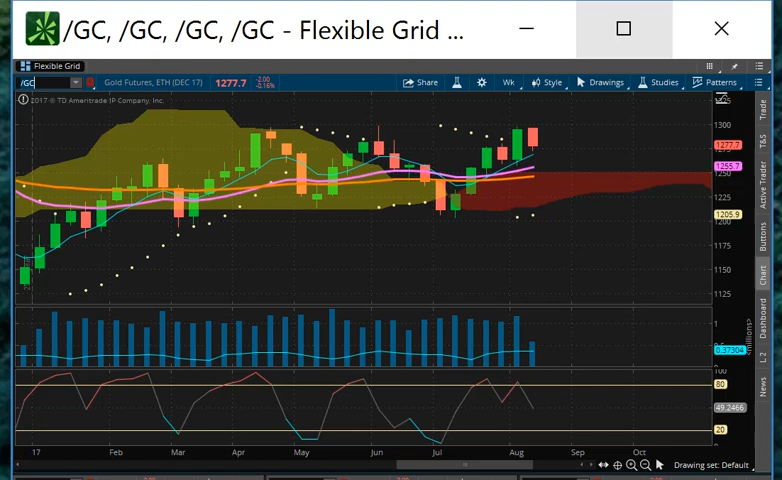 /GC, /GC, /GC, /GC - Flexible Grid ...
Flexible Grid
/GC
Gold Futures, ETH (DEC 17)
1277.7
-2.00
-0.16%
Share
Wk
Style
Drawings
Studies
Patterns
2017 © TD Ameritrade IP Company, Inc.
1325
1300
1277.7
1255.7
1250
1225
1205.9
1200
1175
1150
1125
1
0.37304
<millions>
100
80
49.2466
20
17
Feb
Mar
Apr
May
Jun
Jul
Aug
Sep
Oct
Drawing set: Default
Trade
T&S
Active Trader
Buttons
Chart
Dashboard
L 2
News